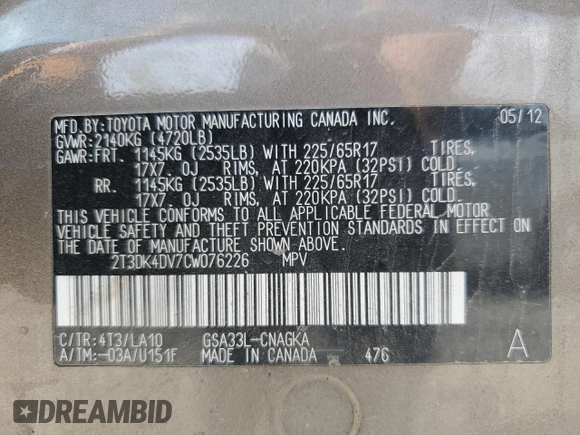 MFD.BY:TOYOTA MOTOR MANUFACTURING CANADA INC. 05/12
GVWR:2140KG (4720LB)
GAWR:FRT. 1145KG (2535LB) WITH 225/65R17 TIRES,
17X7.0J RIMS, AT 220KPA (32PSI) COLD.
RR. 1145KG (2535LB) WITH 225/65R17 TIRES,
17X7.0J RIMS, AT 220KPA (32PSI) COLD.
THIS VEHICLE CONFORMS TO ALL APPLICABLE FEDERAL MOTOR
VEHICLE SAFETY AND THEFT PREVENTION STANDARDS IN EFFECT ON
THE DATE OF MANUFACTURE SHOWN ABOVE.
2T3DK4DV7CW076226 MPV
C/TR:4T3/LA10 GSA33L-CNAGKA
A/TM:-03A/U151F MADE IN CANADA 476 A
DREAMBID